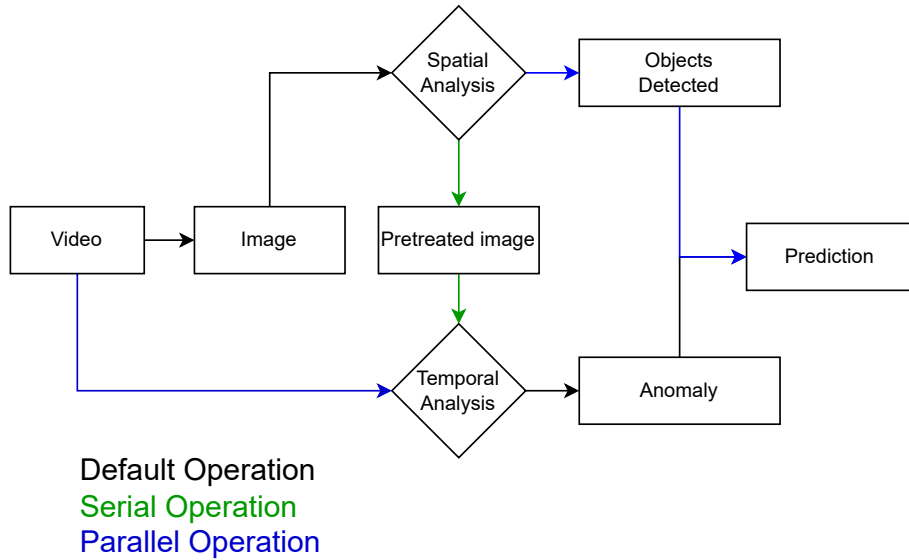 Spatial
Analysis
Objects
Detected
Video
Image
Pretreated image
Prediction
Temporal
Analysis
Anomaly
Default Operation
Serial Operation
Parallel Operation